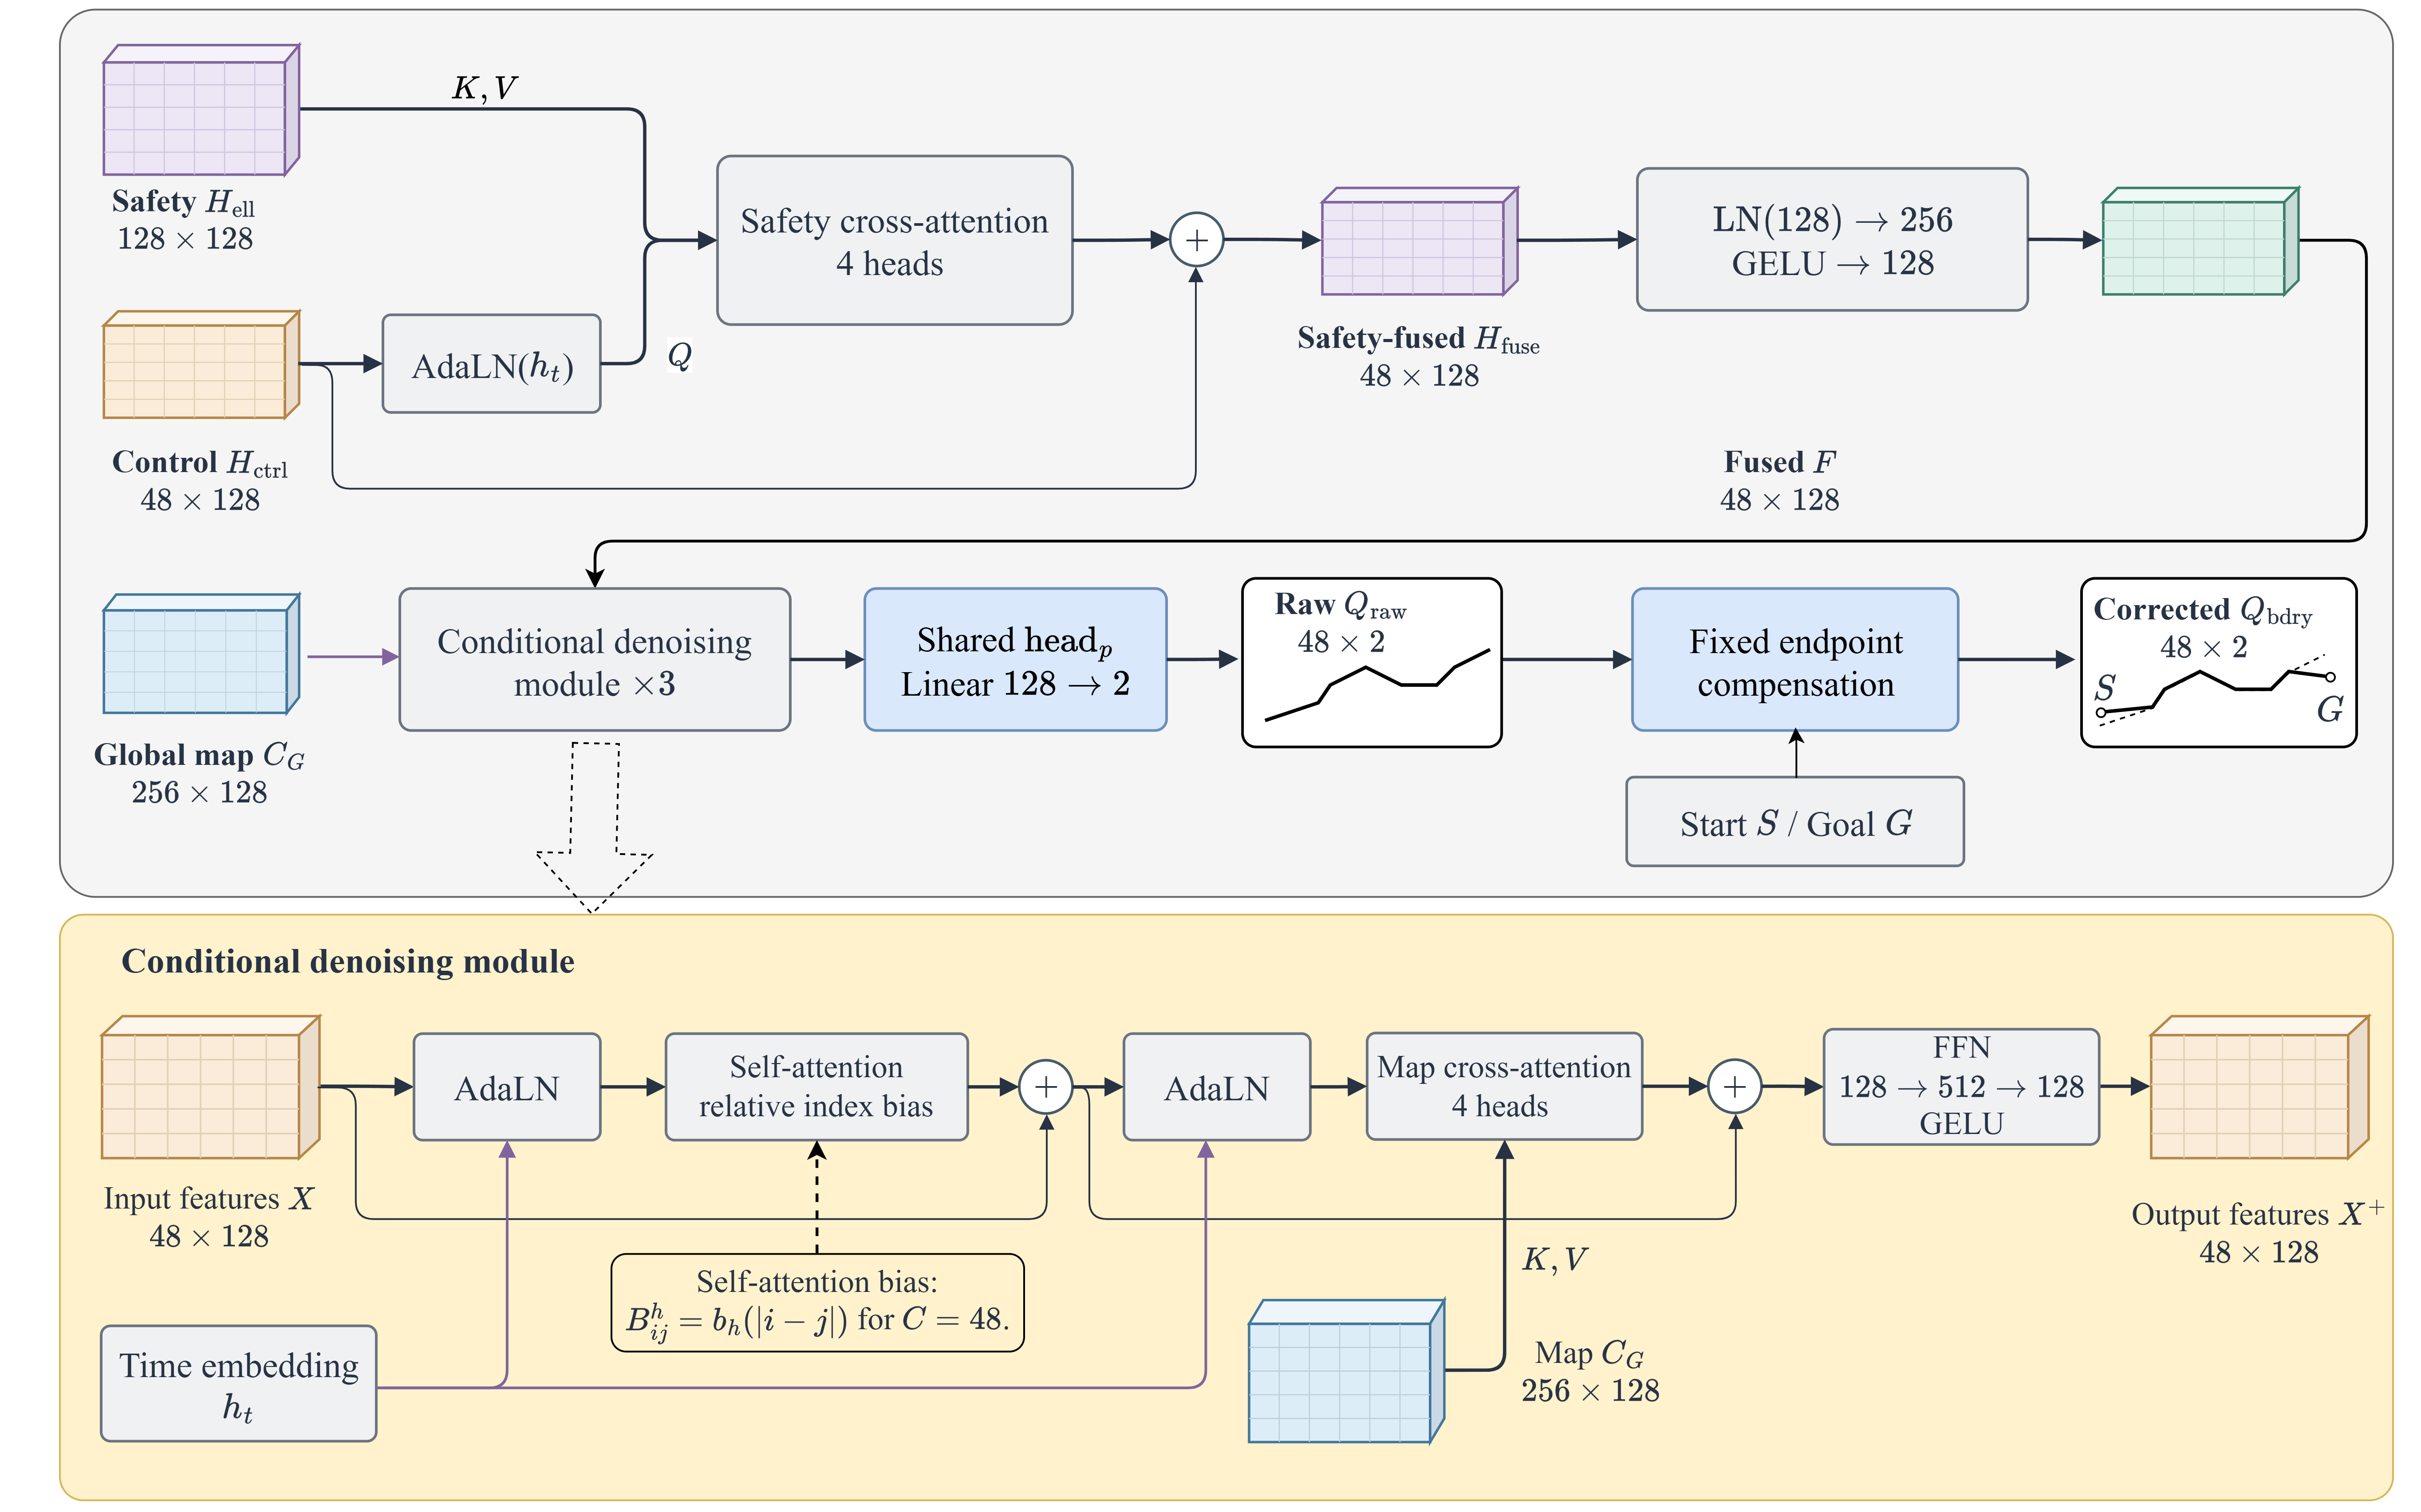 K, V
Safety H_ell
128 × 128
Safety cross-attention
4 heads
+
LN(128) → 256
GELU → 128
AdaLN(h_t)
Q
Safety-fused H_fuse
48 × 128
Control H_ctrl
48 × 128
Fused F
48 × 128
Conditional denoising
module ×3
Shared head_p
Linear 128 → 2
Raw Q_raw
48 × 2
Fixed endpoint
compensation
Corrected Q_bdry
48 × 2
S
G
Global map C_G
256 × 128
Start S / Goal G
Conditional denoising module
AdaLN
Self-attention
relative index bias
+
AdaLN
Map cross-attention
4 heads
+
FFN
128 → 512 → 128
GELU
Input features X
48 × 128
Output features X^+
48 × 128
Self-attention bias:
B_{ij}^h = b_h(|i − j|) for C = 48.
K, V
Time embedding
h_t
Map C_G
256 × 128